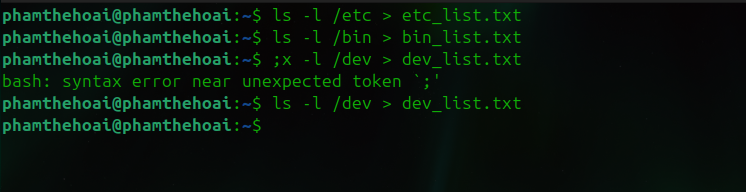 phamthehoai@phamthehoai:~$ ls -l /etc > etc_list.txt
phamthehoai@phamthehoai:~$ ls -l /bin > bin_list.txt
phamthehoai@phamthehoai:~$ ;x -l /dev > dev_list.txt
bash: syntax error near unexpected token `;'
phamthehoai@phamthehoai:~$ ls -l /dev > dev_list.txt
phamthehoai@phamthehoai:~$